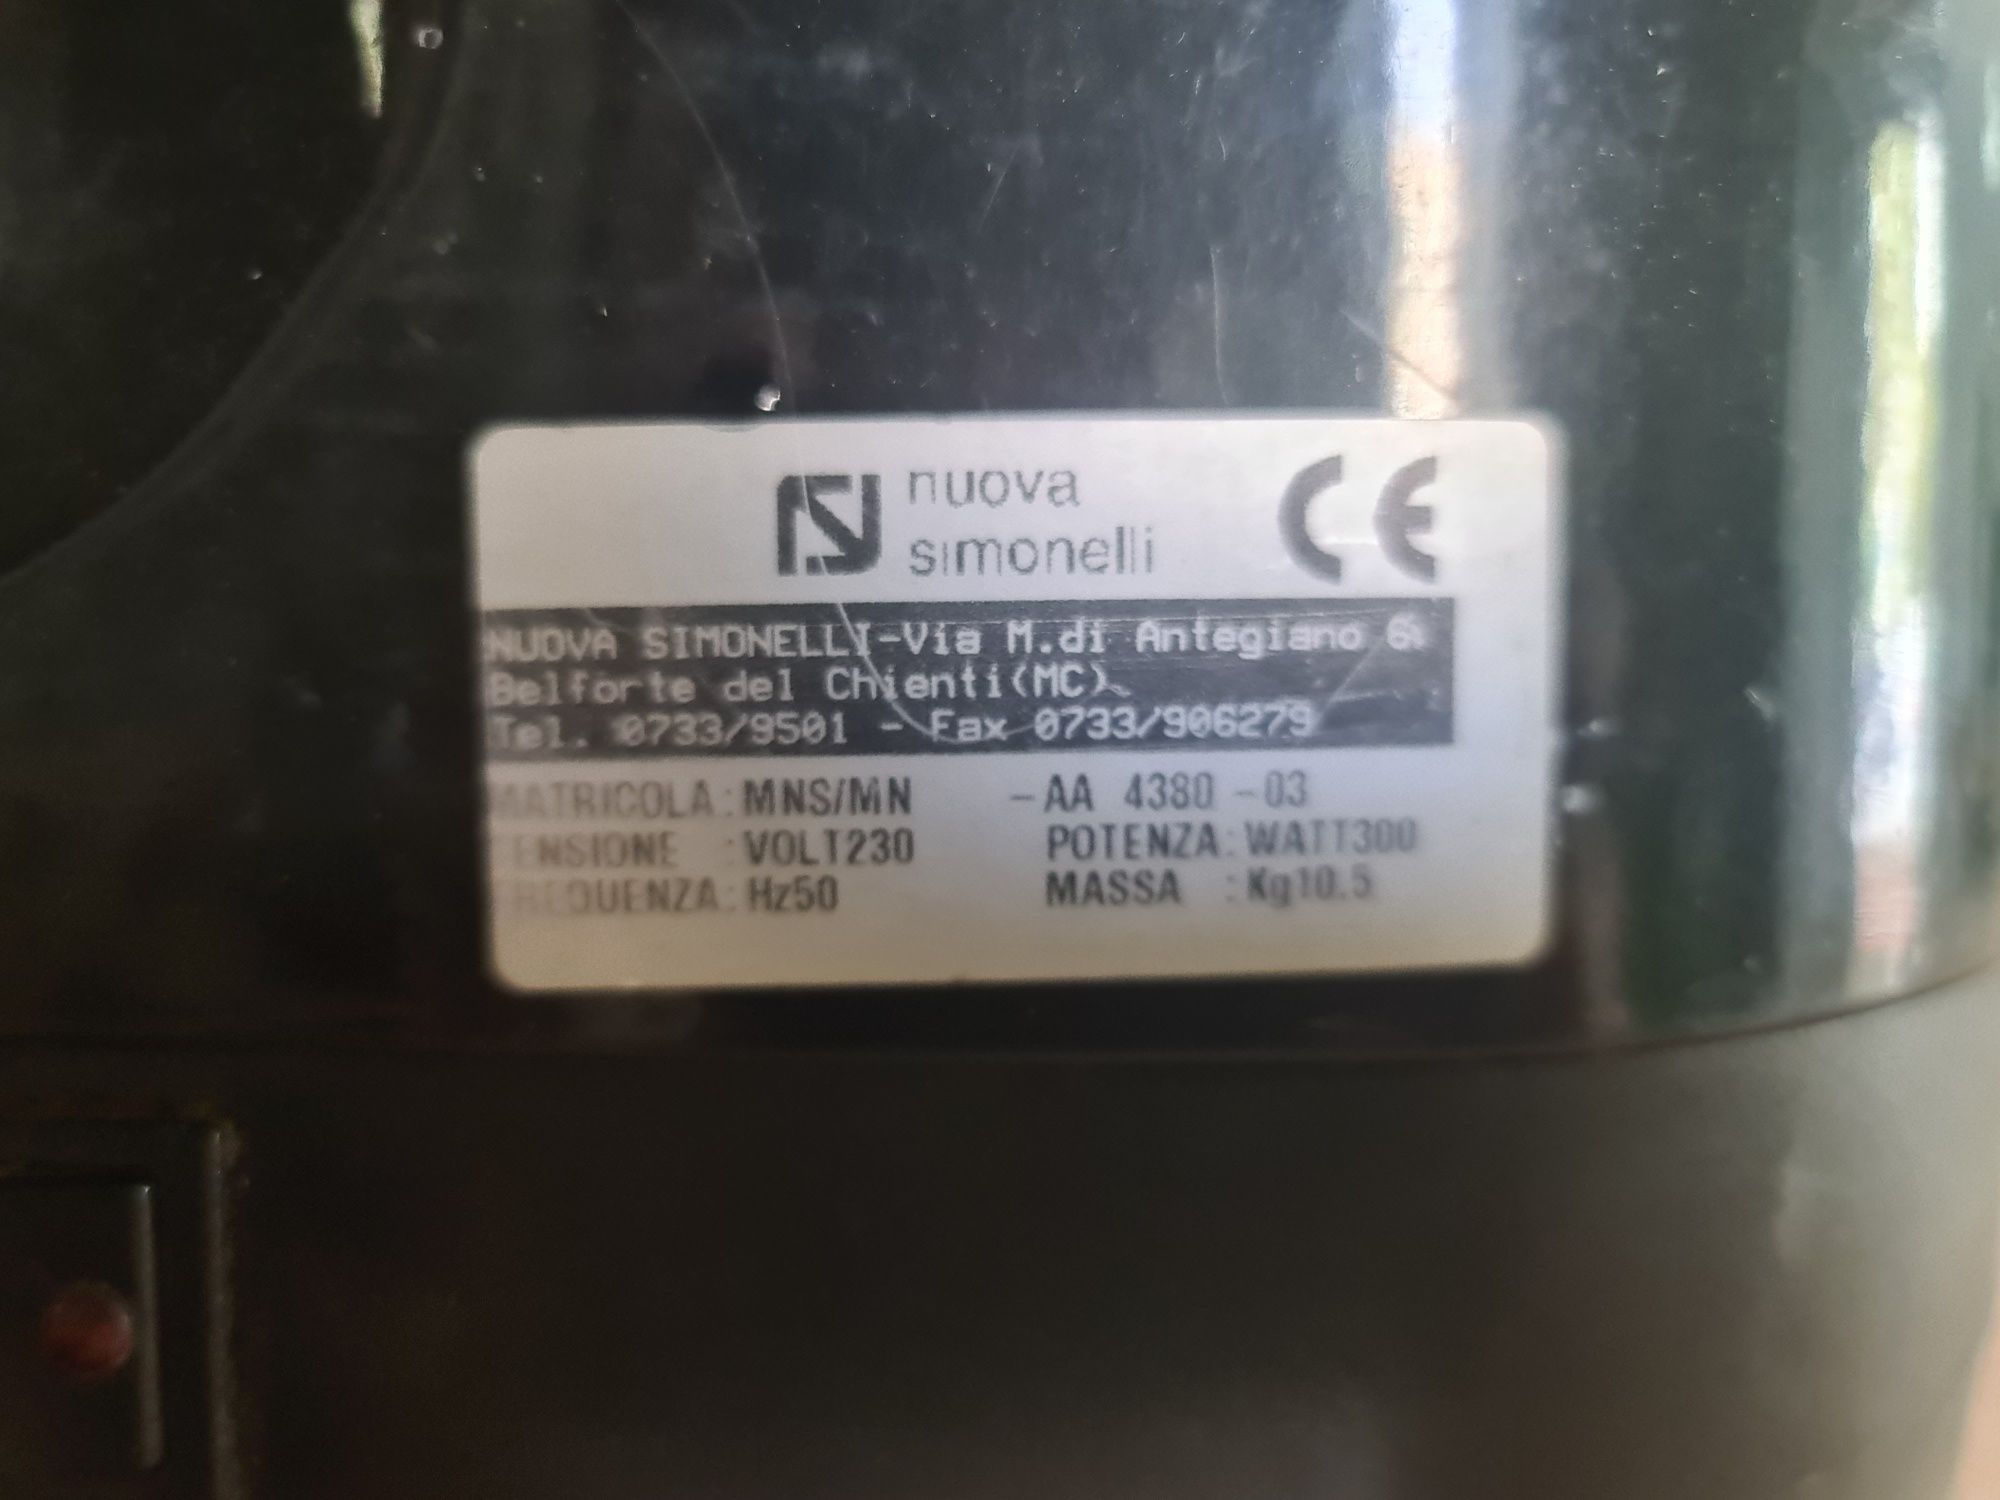 nuova
simonelli
CE
NUOVA SIMONELLI-Via M.di Antegiano 6
Belforte del Chienti(MC)
Tel. 0733/9501 - Fax 0733/906279
MATRICOLA: MNS/MN -AA 4380 -03
TENSIONE : VOLT230 POTENZA: WATT300
FREQUENZA: Hz50 MASSA : Kg10.5